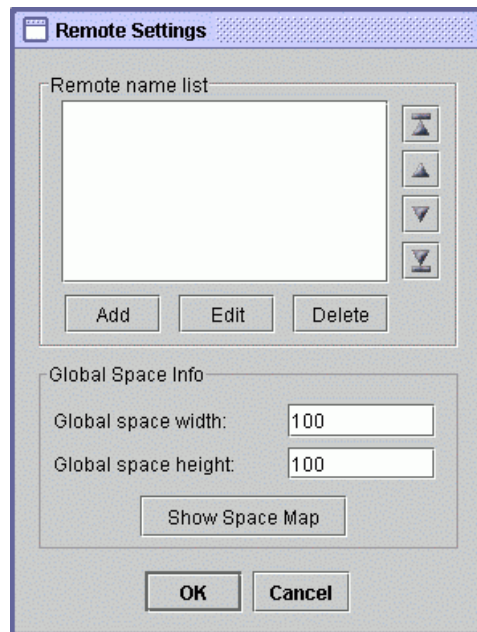 Remote Settings
Remote name list
Add Edit Delete
Global Space Info
Global space width: 100
Global space height: 100
Show Space Map
OK Cancel